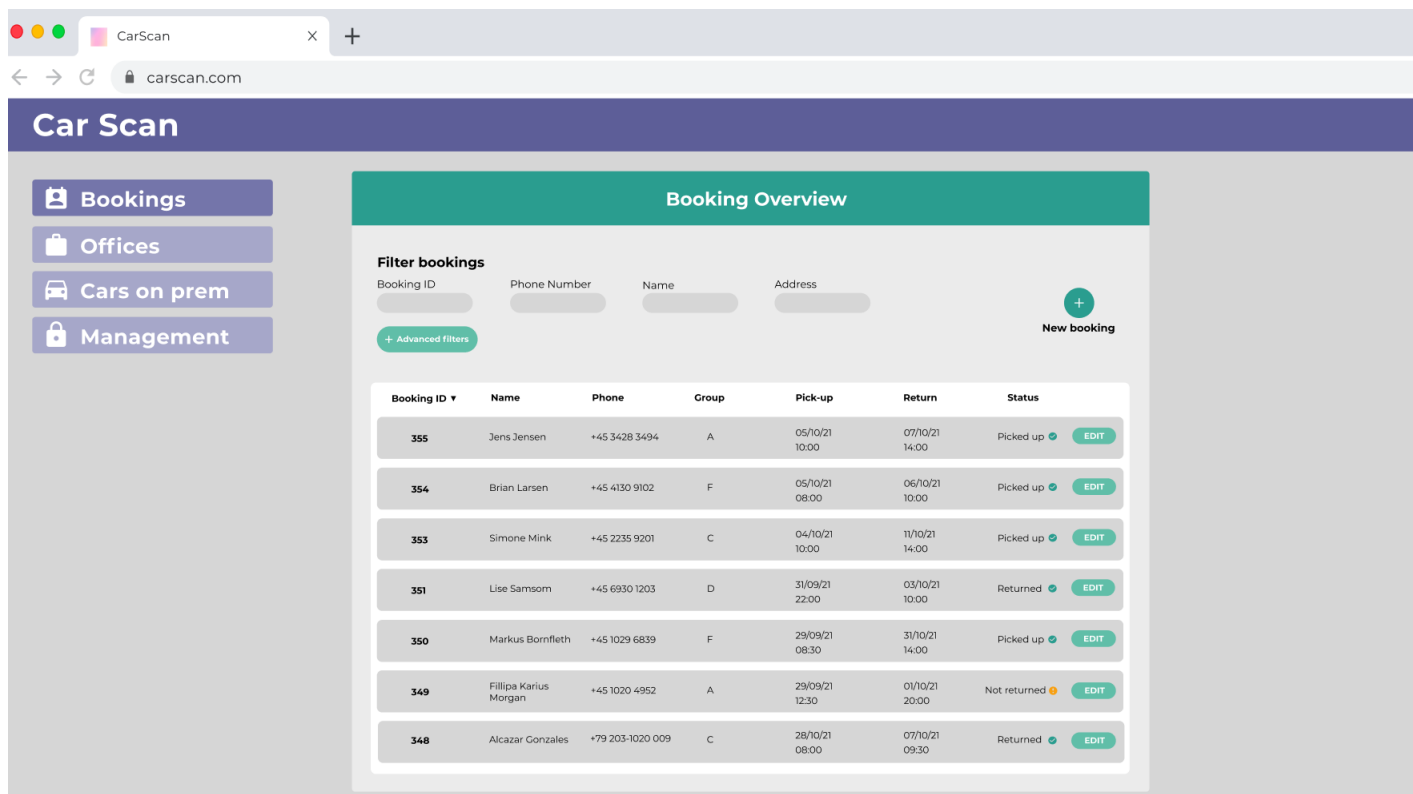 CarScan
carscan.com
Car Scan
Bookings
Offices
Cars on prem
Management
Booking Overview
Filter bookings
Booking ID Phone Number Name Address
+ Advanced filters
New booking
Booking ID ▼ Name Phone Group Pick-up Return Status
355 Jens Jensen +45 3428 3494 A 05/10/21 10:00 07/10/21 14:00 Picked up EDIT
354 Brian Larsen +45 4130 9102 F 05/10/21 08:00 06/10/21 10:00 Picked up EDIT
353 Simone Mink +45 2235 9201 C 04/10/21 10:00 11/10/21 14:00 Picked up EDIT
351 Lise Samsom +45 6930 1203 D 31/09/21 22:00 03/10/21 10:00 Returned EDIT
350 Markus Bornfleth +45 1029 6839 F 29/09/21 08:30 31/10/21 14:00 Picked up EDIT
349 Fillipa Karius Morgan +45 1020 4952 A 29/09/21 12:30 01/10/21 20:00 Not returned EDIT
348 Alcazar Gonzales +79 203-1020 009 C 28/10/21 08:00 07/10/21 09:30 Returned EDIT